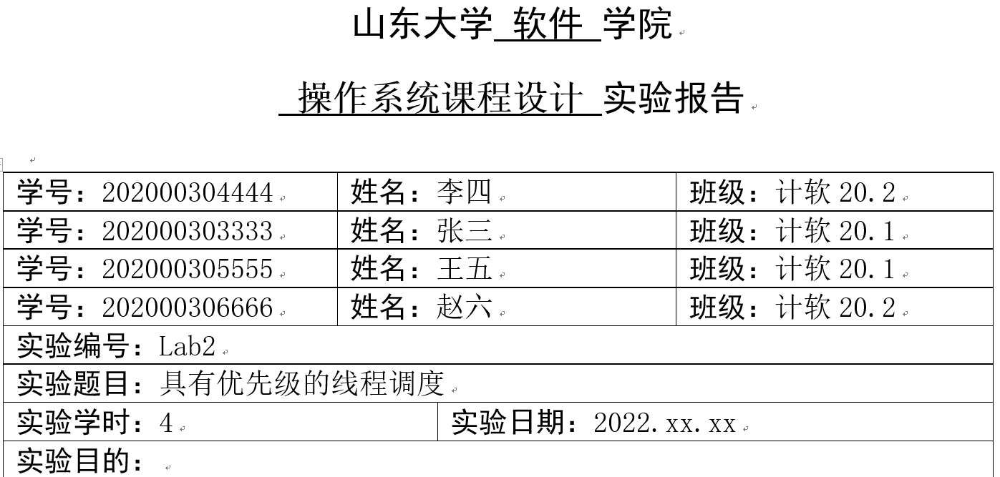 山东大学 软件 学院
操作系统课程设计 实验报告
学号：202000304444 姓名：李四 班级：计软 20.2
学号：202000303333 姓名：张三 班级：计软 20.1
学号：202000305555 姓名：王五 班级：计软 20.1
学号：202000306666 姓名：赵六 班级：计软 20.2
实验编号：Lab2
实验题目：具有优先级的线程调度
实验学时：4 实验日期：2022.xx.xx
实验目的：